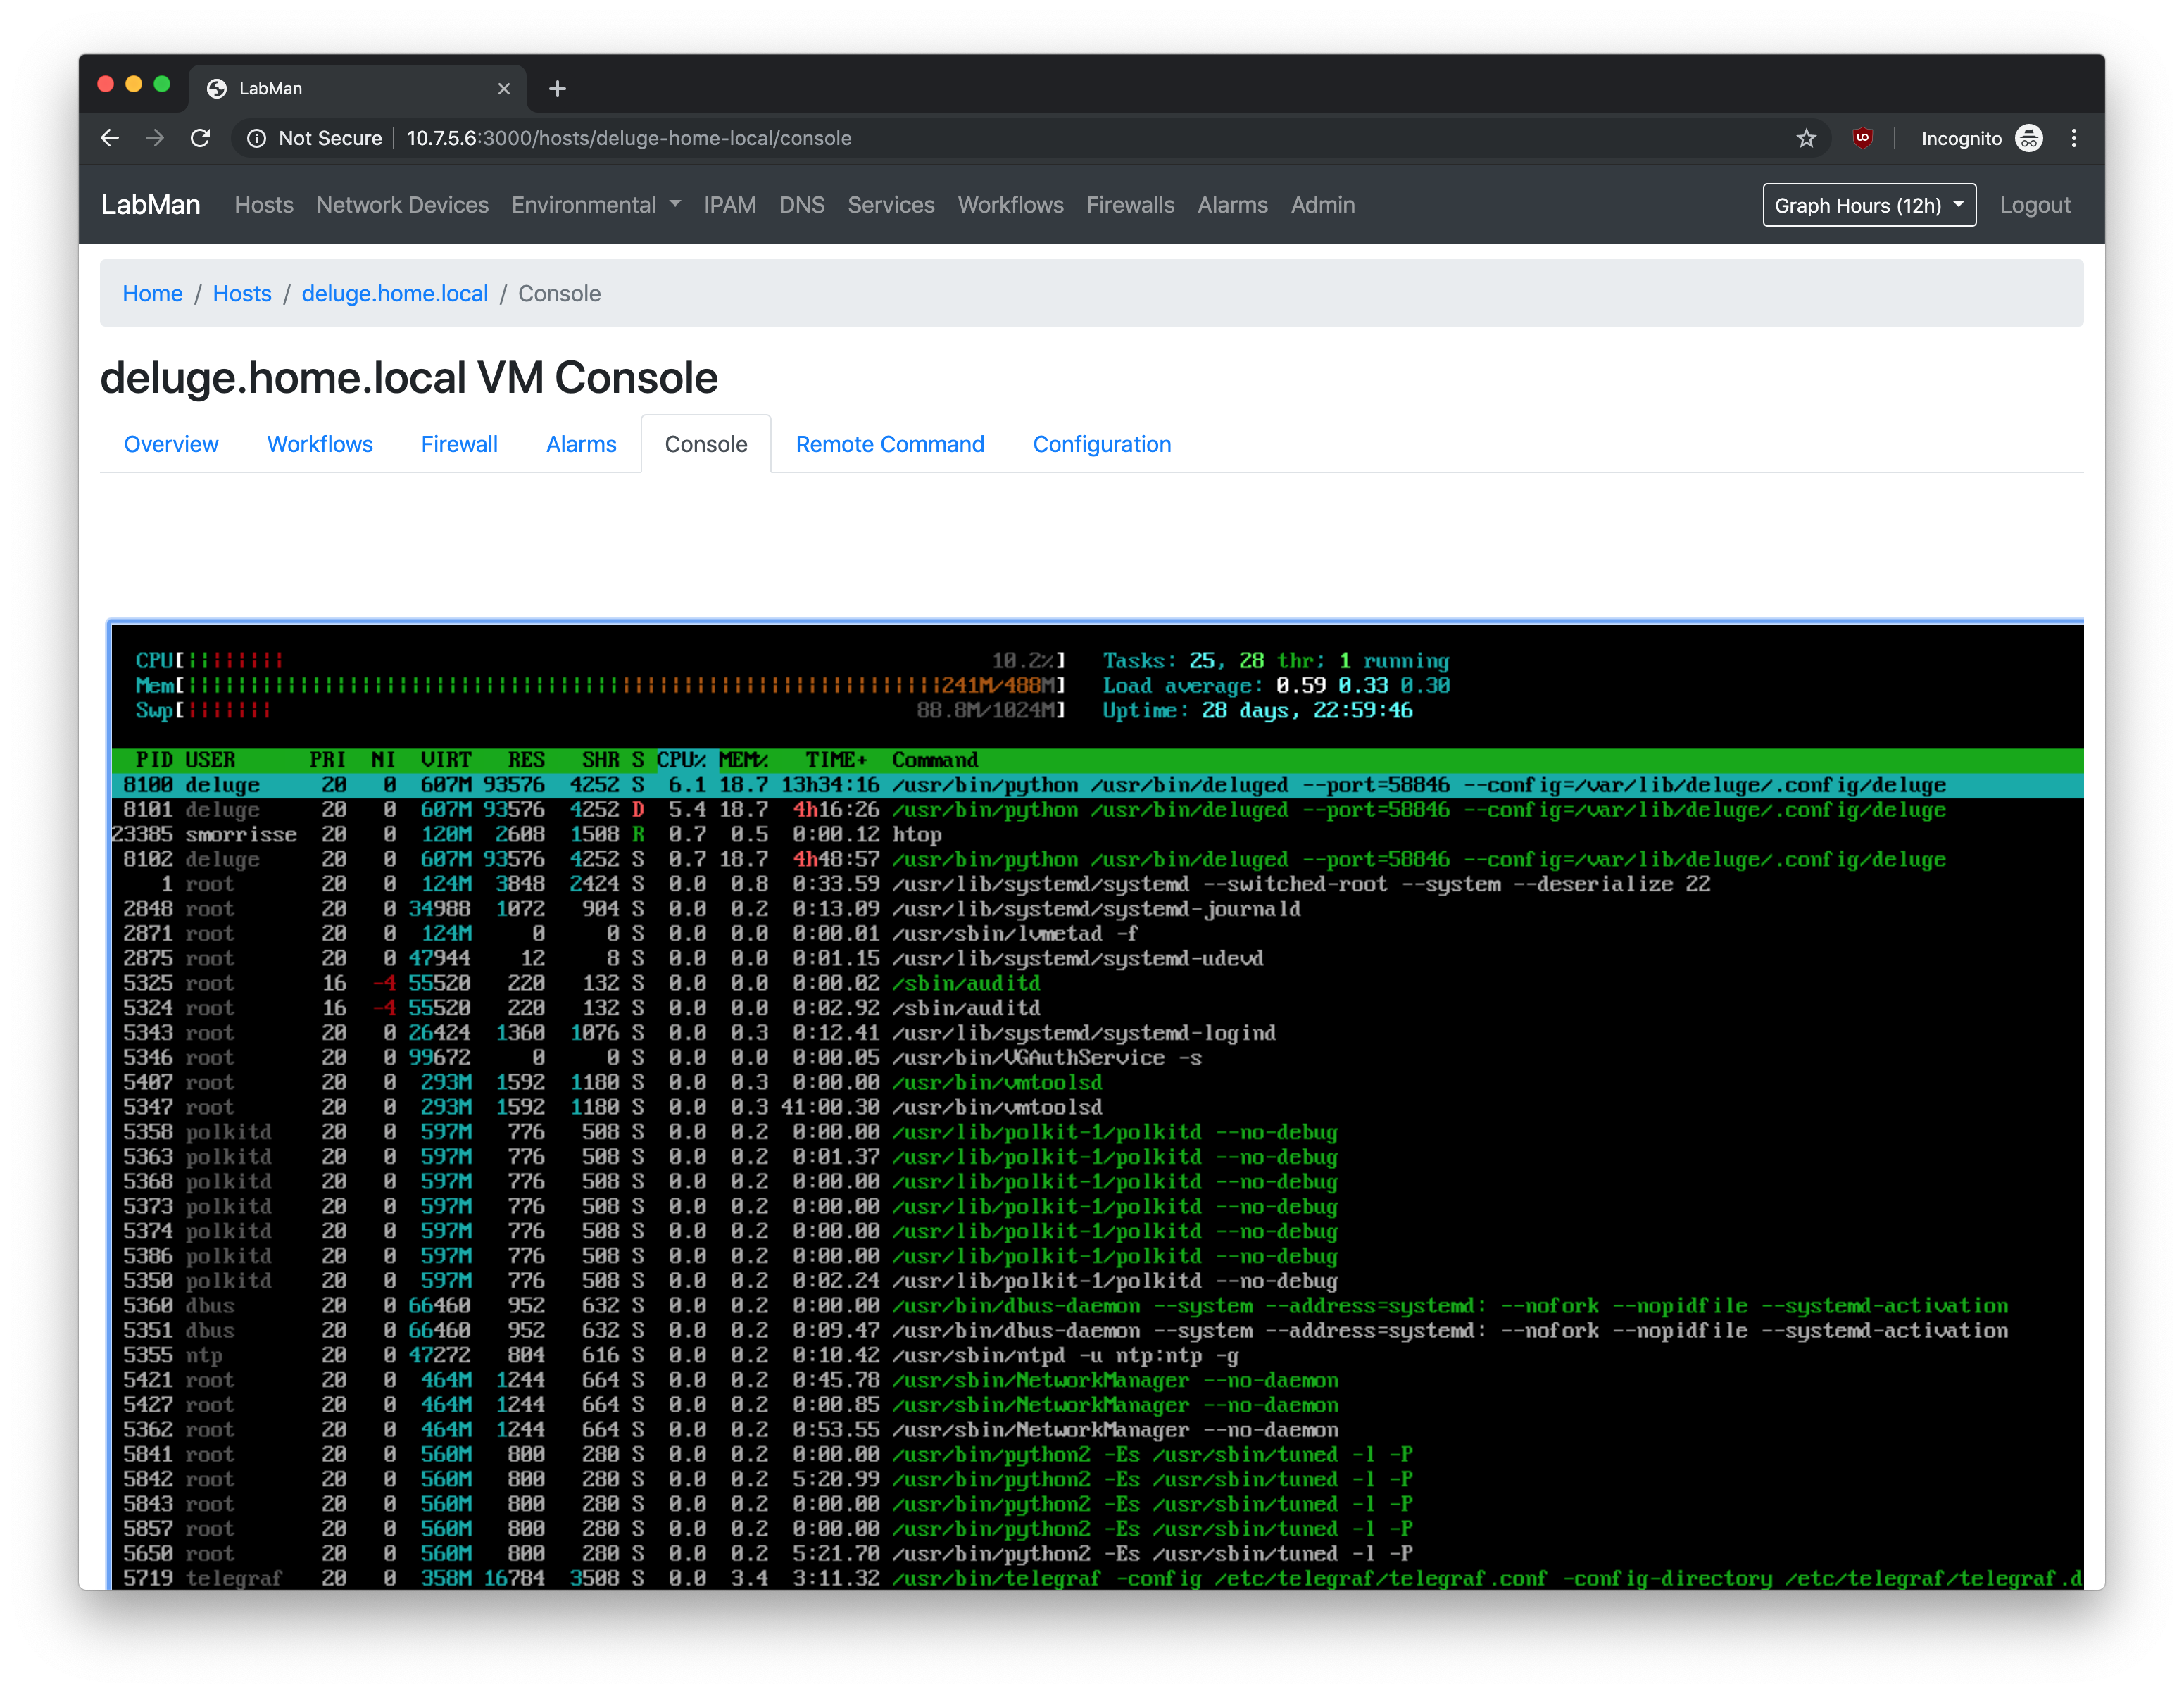 LabMan
Not Secure 10.7.5.6:3000/hosts/deluge-home-local/console Incognito
LabMan Hosts Network Devices Environmental IPAM DNS Services Workflows Firewalls Alarms Admin Graph Hours (12h) Logout
Home / Hosts / deluge.home.local / Console
deluge.home.local VM Console
Overview Workflows Firewall Alarms Console Remote Command Configuration
CPU[||||||||| 10.2%] Tasks: 25, 28 thr; 1 running
Mem[|||||||||||||||||||||||||||||||||||||||||||||||||||||||||||||241M/488M] Load average: 0.59 0.33 0.30
Swp[||||||| 88.8M/1024M] Uptime: 28 days, 22:59:46
PID USER PRI NI VIRT RES SHR S CPU% MEM% TIME+ Command
8100 deluge 20 0 607M 93576 4252 S 6.1 18.7 13h34:16 /usr/bin/python /usr/bin/deluged --port=58846 --config=/var/lib/deluge/.config/deluge
8101 deluge 20 0 607M 93576 4252 D 5.4 18.7 4h16:26 /usr/bin/python /usr/bin/deluged --port=58846 --config=/var/lib/deluge/.config/deluge
23385 smorrisse 20 0 120M 2608 1508 R 0.7 0.5 0:00.12 htop
8102 deluge 20 0 607M 93576 4252 S 0.7 18.7 4h48:57 /usr/bin/python /usr/bin/deluged --port=58846 --config=/var/lib/deluge/.config/deluge
1 root 20 0 124M 3848 2424 S 0.0 0.8 0:33.59 /usr/lib/systemd/systemd --switched-root --system --deserialize 22
2848 root 20 0 34988 1072 904 S 0.0 0.2 0:13.09 /usr/lib/systemd/systemd-journald
2871 root 20 0 124M 0 0 S 0.0 0.0 0:00.01 /usr/sbin/lvmetad -f
2875 root 20 0 47944 12 8 S 0.0 0.0 0:01.15 /usr/lib/systemd/systemd-udevd
5325 root 16 -4 55520 220 132 S 0.0 0.0 0:00.02 /sbin/auditd
5324 root 16 -4 55520 220 132 S 0.0 0.0 0:02.92 /sbin/auditd
5343 root 20 0 26424 1360 1076 S 0.0 0.3 0:12.41 /usr/lib/systemd/systemd-logind
5346 root 20 0 99672 0 0 S 0.0 0.0 0:00.05 /usr/bin/VGAuthService -s
5407 root 20 0 293M 1592 1180 S 0.0 0.3 0:00.00 /usr/bin/vmtoolsd
5347 root 20 0 293M 1592 1180 S 0.0 0.3 41:00.30 /usr/bin/vmtoolsd
5358 polkitd 20 0 597M 776 508 S 0.0 0.2 0:00.00 /usr/lib/polkit-1/polkitd --no-debug
5363 polkitd 20 0 597M 776 508 S 0.0 0.2 0:01.37 /usr/lib/polkit-1/polkitd --no-debug
5368 polkitd 20 0 597M 776 508 S 0.0 0.2 0:00.00 /usr/lib/polkit-1/polkitd --no-debug
5373 polkitd 20 0 597M 776 508 S 0.0 0.2 0:00.00 /usr/lib/polkit-1/polkitd --no-debug
5374 polkitd 20 0 597M 776 508 S 0.0 0.2 0:00.00 /usr/lib/polkit-1/polkitd --no-debug
5386 polkitd 20 0 597M 776 508 S 0.0 0.2 0:00.00 /usr/lib/polkit-1/polkitd --no-debug
5350 polkitd 20 0 597M 776 508 S 0.0 0.2 0:02.24 /usr/lib/polkit-1/polkitd --no-debug
5360 dbus 20 0 66460 952 632 S 0.0 0.2 0:00.00 /usr/bin/dbus-daemon --system --address=systemd: --nofork --nopidfile --systemd-activation
5351 dbus 20 0 66460 952 632 S 0.0 0.2 0:09.47 /usr/bin/dbus-daemon --system --address=systemd: --nofork --nopidfile --systemd-activation
5355 ntp 20 0 47272 804 616 S 0.0 0.2 0:10.42 /usr/sbin/ntpd -u ntp:ntp -g
5421 root 20 0 464M 1244 664 S 0.0 0.2 0:45.78 /usr/sbin/NetworkManager --no-daemon
5427 root 20 0 464M 1244 664 S 0.0 0.2 0:00.85 /usr/sbin/NetworkManager --no-daemon
5362 root 20 0 464M 1244 664 S 0.0 0.2 0:53.55 /usr/sbin/NetworkManager --no-daemon
5841 root 20 0 560M 800 280 S 0.0 0.2 0:00.00 /usr/bin/python2 -Es /usr/sbin/tuned -l -P
5842 root 20 0 560M 800 280 S 0.0 0.2 5:20.99 /usr/bin/python2 -Es /usr/sbin/tuned -l -P
5843 root 20 0 560M 800 280 S 0.0 0.2 0:00.00 /usr/bin/python2 -Es /usr/sbin/tuned -l -P
5857 root 20 0 560M 800 280 S 0.0 0.2 0:00.00 /usr/bin/python2 -Es /usr/sbin/tuned -l -P
5650 root 20 0 560M 800 280 S 0.0 0.2 5:21.70 /usr/bin/python2 -Es /usr/sbin/tuned -l -P
5719 telegraf 20 0 358M 16784 3508 S 0.0 3.4 3:11.32 /usr/bin/telegraf -config /etc/telegraf/telegraf.conf -config-directory /etc/telegraf/telegraf.d